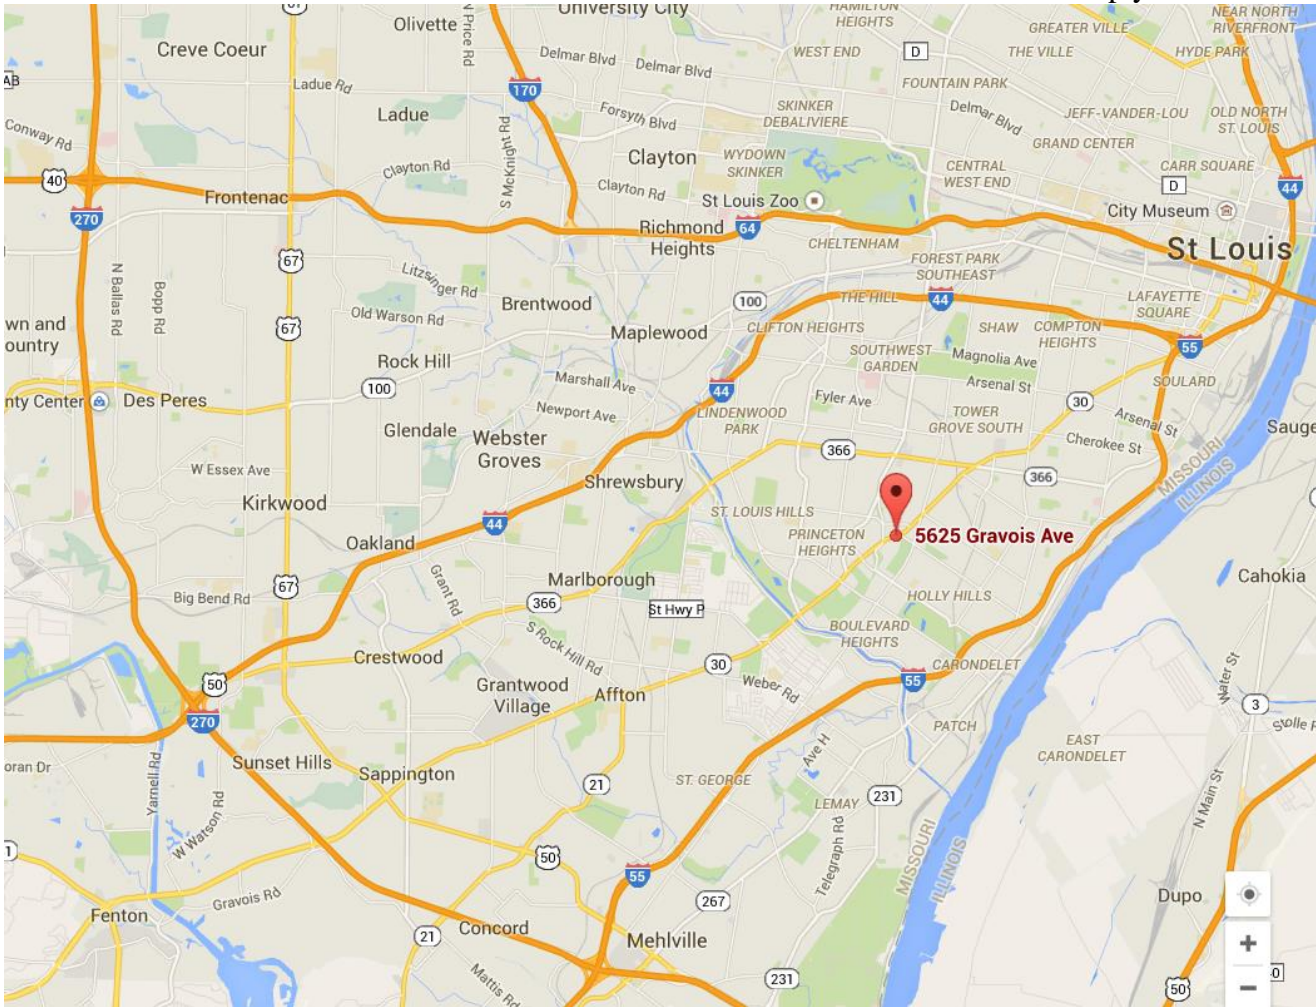 67
Olivette
N Price Rd
University City
HAMILTON
HEIGHTS
NEAR NORTH
RIVERFRONT
GREATER VILLE
Creve Coeur
Delmar Blvd
Delmar Blvd
WEST END
D
THE VILLE
HYDE PARK
AB
Ladue Rd
170
FOUNTAIN PARK
Ladue
Forsyth Blvd
SKINKER
DEBALIVIERE
Delmar Blvd
JEFF-VANDER-LOU
OLD NORTH
ST. LOUIS
Conway Rd
S McKnight Rd
GRAND CENTER
Clayton
WYDOWN
SKINKER
CENTRAL
WEST END
CARR SQUARE
40
Clayton Rd
Clayton Rd
D
44
Frontenac
St Louis Zoo
City Museum
270
Richmond
Heights
64
CHELTENHAM
St Louis
67
FOREST PARK
SOUTHEAST
N Ballas Rd
Bopp Rd
Litzsinger Rd
Brentwood
100
THE HILL
44
LAFAYETTE
SQUARE
Old Warson Rd
67
wn and
ountry
Maplewood
CLIFTON HEIGHTS
SHAW
COMPTON
HEIGHTS
Rock Hill
SOUTHWEST
GARDEN
Magnolia Ave
55
100
Marshall Ave
44
Arsenal St
SOULARD
nty Center
Des Peres
Newport Ave
LINDENWOOD
PARK
Fyler Ave
TOWER
GROVE SOUTH
30
Arsenal St
Glendale
Webster
Groves
Cherokee St
Sauge
366
W Essex Ave
Shrewsbury
366
MISSOURI
ILLINOIS
Kirkwood
44
ST. LOUIS HILLS
PRINCETON
HEIGHTS
5625 Gravois Ave
Oakland
67
Grant Rd
Marlborough
Cahokia
Big Bend Rd
366
St Hwy P
HOLLY HILLS
S Rock Hill Rd
BOULEVARD
HEIGHTS
Crestwood
30
CARONDELET
50
Grantwood
Village
Affton
Weber Rd
55
Water St
3
270
PATCH
Stolle R
Yarnell Rd
oran Dr
Sunset Hills
Sappington
Ave H
EAST
CARONDELET
21
ST. GEORGE
LEMAY
231
N Main St
W Watson Rd
1
50
55
Telegraph Rd
MISSOURI
ILLINOIS
Gravois Rd
267
Dupo
Fenton
21
Concord
Mehlville
+
Mattis Rd
231
50
−